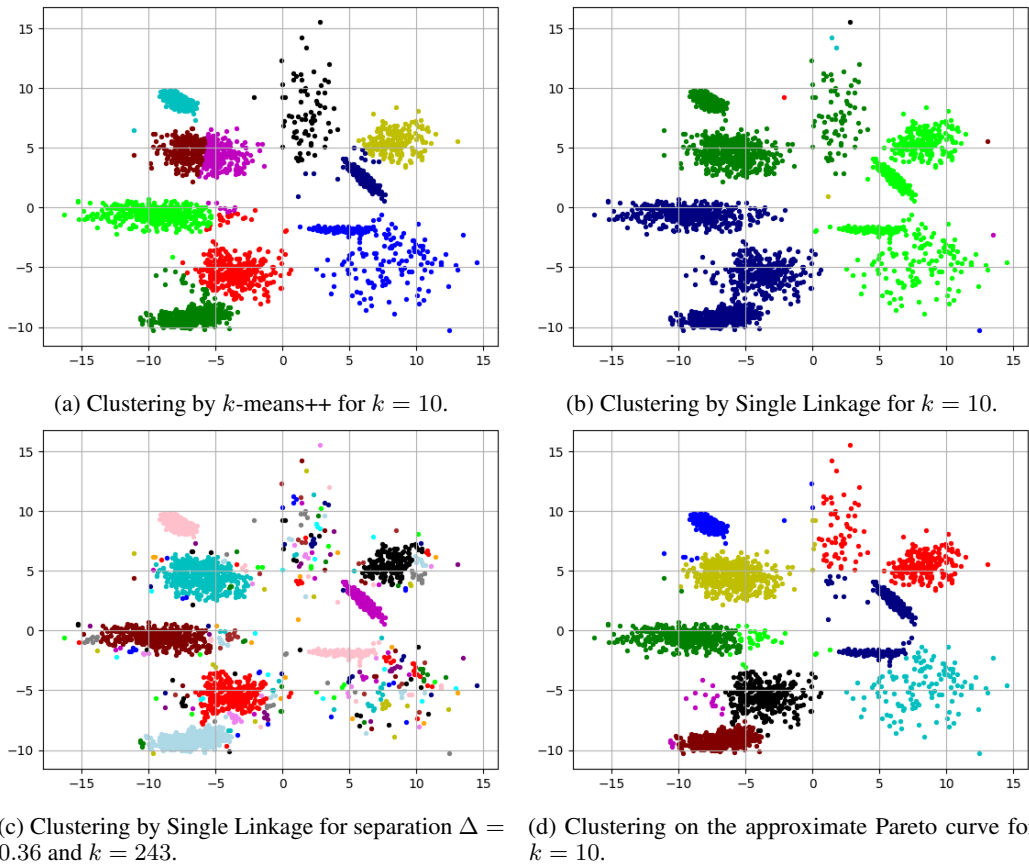 15
10
5
0
−5
−10
−15 −10 −5 0 5 10 15
15
10
5
0
−5
−10
−15 −10 −5 0 5 10 15
(a) Clustering by k-means++ for k = 10.
(b) Clustering by Single Linkage for k = 10.
15
10
5
0
−5
−10
−15 −10 −5 0 5 10 15
15
10
5
0
−5
−10
−15 −10 −5 0 5 10 15
(c) Clustering by Single Linkage for separation Δ =
0.36 and k = 243.
(d) Clustering on the approximate Pareto curve for
k = 10.